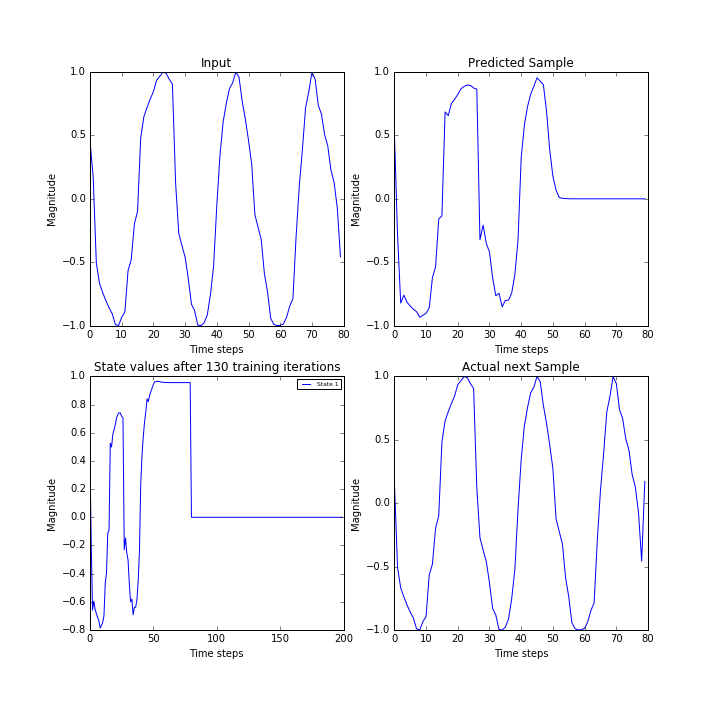 Input
Magnitude
1.0
0.5
0.0
−0.5
−1.0
0 10 20 30 40 50 60 70 80
Time steps
Predicted Sample
Magnitude
1.0
0.5
0.0
−0.5
−1.0
0 10 20 30 40 50 60 70 80
Time steps
State values after 130 training iterations
Magnitude
1.0
0.8
0.6
0.4
0.2
0.0
−0.2
−0.4
−0.6
−0.8
State 1
0 50 100 150 200
Time steps
Actual next Sample
Magnitude
1.0
0.5
0.0
−0.5
−1.0
0 10 20 30 40 50 60 70 80
Time steps